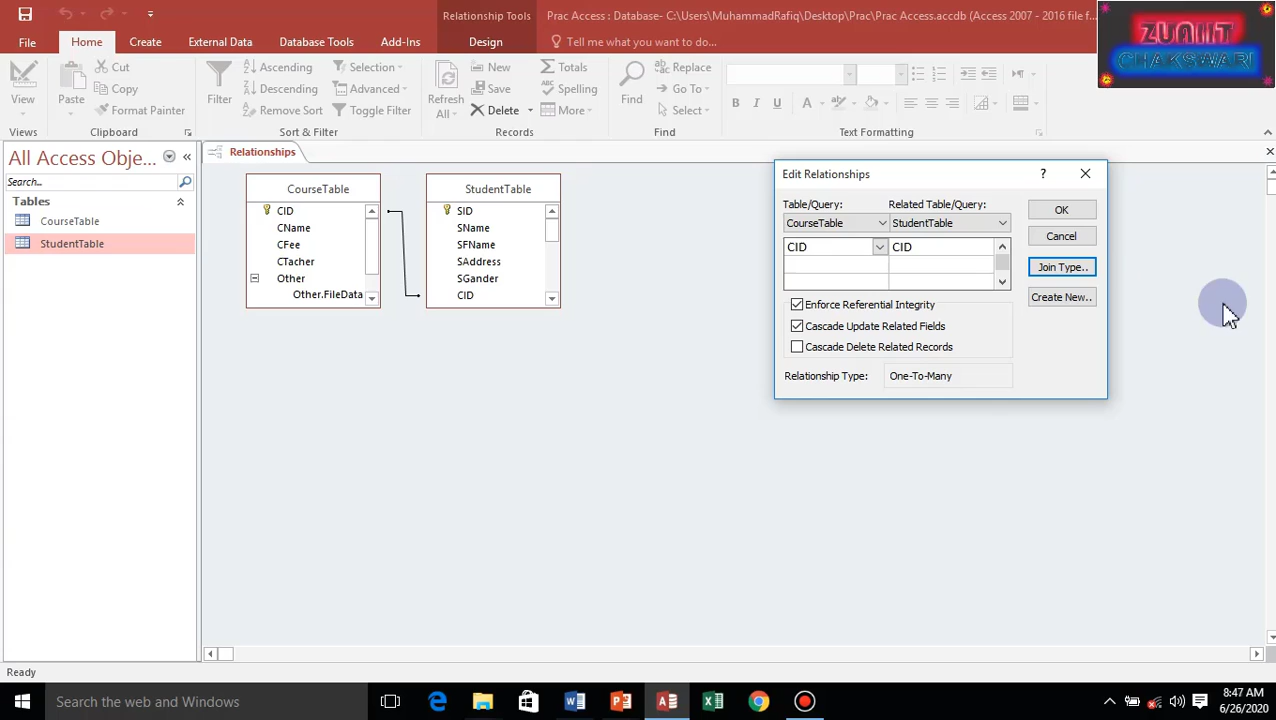 Relationship Tools
Prac Access : Database- C:\Users\MuhammadRafiq\Desktop\Prac\Prac Access.accdb (Access 2007 - 2016 file f
ZUAIIT
CHAKSWARI
File
Home
Create
External Data
Database Tools
Add-Ins
Design
Tell me what you want to do...
View
Paste
Cut
Copy
Format Painter
Filter
Ascending
Descending
Remove Sort
Selection
Advanced
Toggle Filter
Refresh
All
New
Save
Delete
Totals
Spelling
More
Find
Replace
Go To
Select
B I U A
Views
Clipboard
Sort & Filter
Records
Find
Text Formatting
All Access Obje...
Search...
Tables
CourseTable
StudentTable
Relationships
CourseTable
CID
CName
CFee
CTacher
Other
Other.FileData
StudentTable
SID
SName
SFName
SAddress
SGander
CID
Edit Relationships
?
Table/Query:
Related Table/Query:
CourseTable
StudentTable
CID
CID
OK
Cancel
Join Type..
Create New..
Enforce Referential Integrity
Cascade Update Related Fields
Cascade Delete Related Records
Relationship Type:
One-To-Many
Ready
Search the web and Windows
8:47 AM
6/26/2020